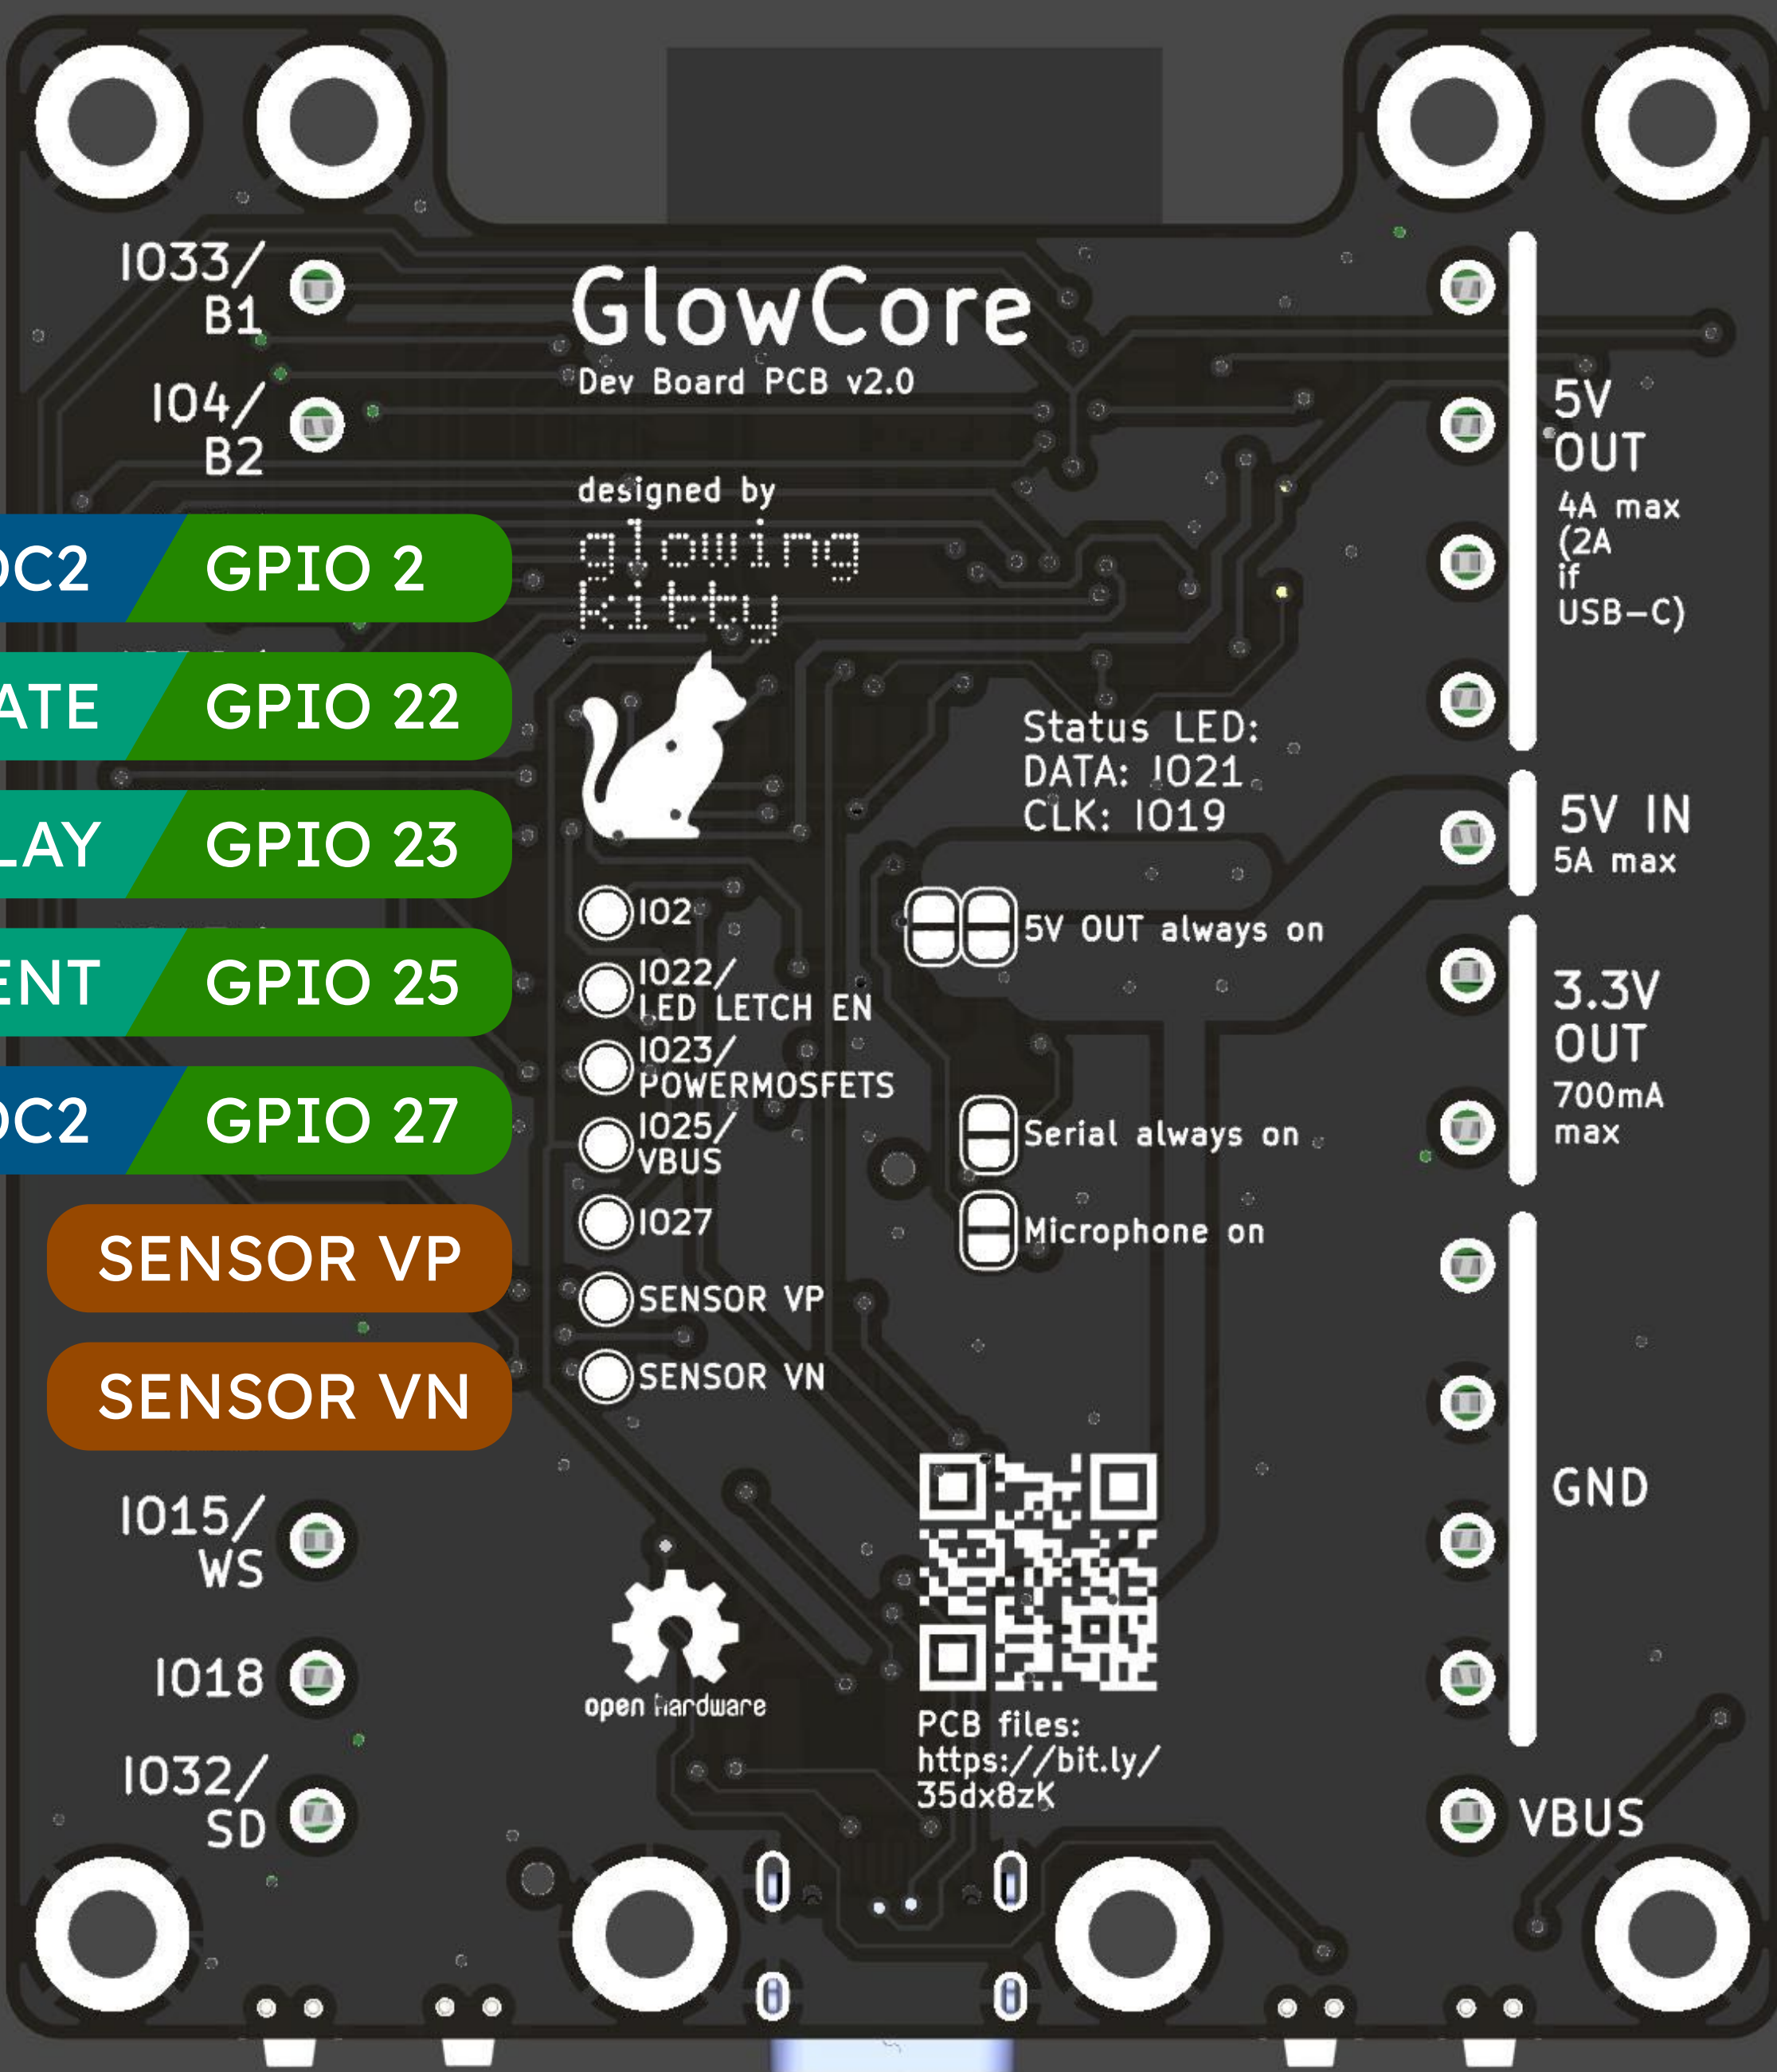 IO33/
B1
IO4/
B2
GlowCore
Dev Board PCB v2.0
designed by
glowing
kitty
GPIO 2
GPIO 22
GPIO 23
GPIO 25
GPIO 27
SENSOR VP
SENSOR VN
IO2
IO22/
LED LETCH EN
IO23/
POWERMOSFETS
IO25/
VBUS
IO27
SENSOR VP
SENSOR VN
Status LED:
DATA: IO21
CLK: IO19
5V OUT always on
Serial always on
Microphone on
5V
OUT
4A max
(2A
if
USB-C)
5V IN
5A max
3.3V
OUT
700mA
max
GND
VBUS
IO15/
WS
IO18
IO32/
SD
open hardware
PCB files:
https://bit.ly/
35dx8zK